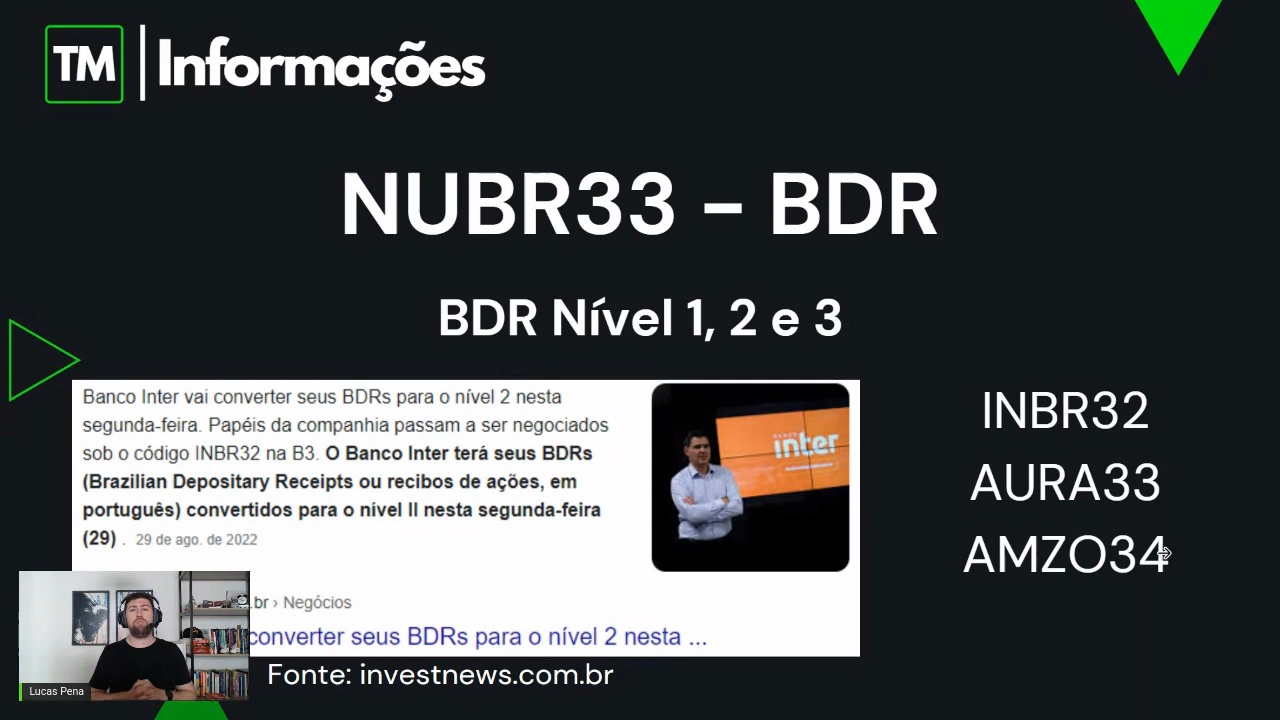 TM
Informações
NUBR33 – BDR
BDR Nível 1, 2 e 3
Banco Inter vai converter seus BDRs para o nível 2 nesta
segunda-feira. Papéis da companhia passam a ser negociados
sob o código INBR32 na B3. O Banco Inter terá seus BDRs
(Brazilian Depositary Receipts ou recibos de ações, em
português) convertidos para o nível II nesta segunda-feira
(29) . 29 de ago. de 2022
inter
.br › Negócios
converter seus BDRs para o nível 2 nesta ...
INBR32
AURA33
AMZO34
Lucas Pena
Fonte: investnews.com.br